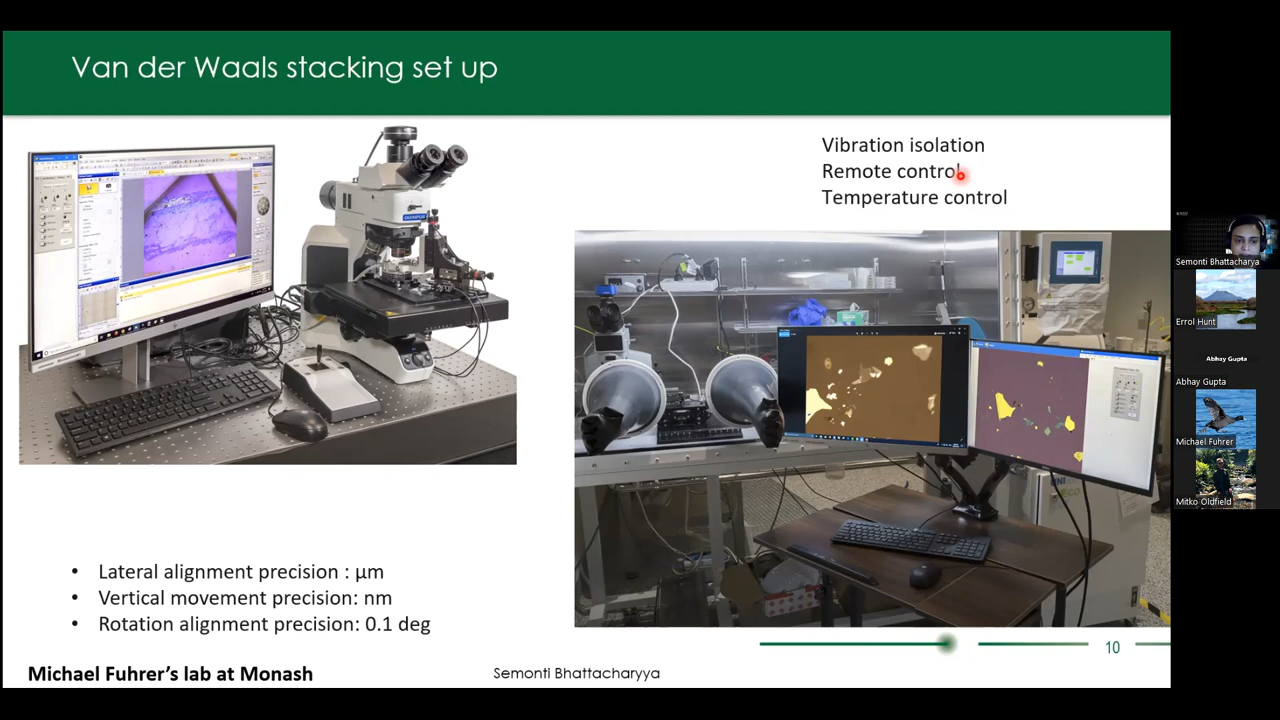 Van der Waals stacking set up
Vibration isolation
Remote control
Temperature control
OLYMPUS
• Lateral alignment precision : µm
• Vertical movement precision: nm
• Rotation alignment precision: 0.1 deg
10
Michael Fuhrer’s lab at Monash
Semonti Bhattacharyya
Semonti Bhattacharya
Errol Hunt
Abhay Gupta
Abhay Gupta
Michael Fuhrer
Mitko Oldfield